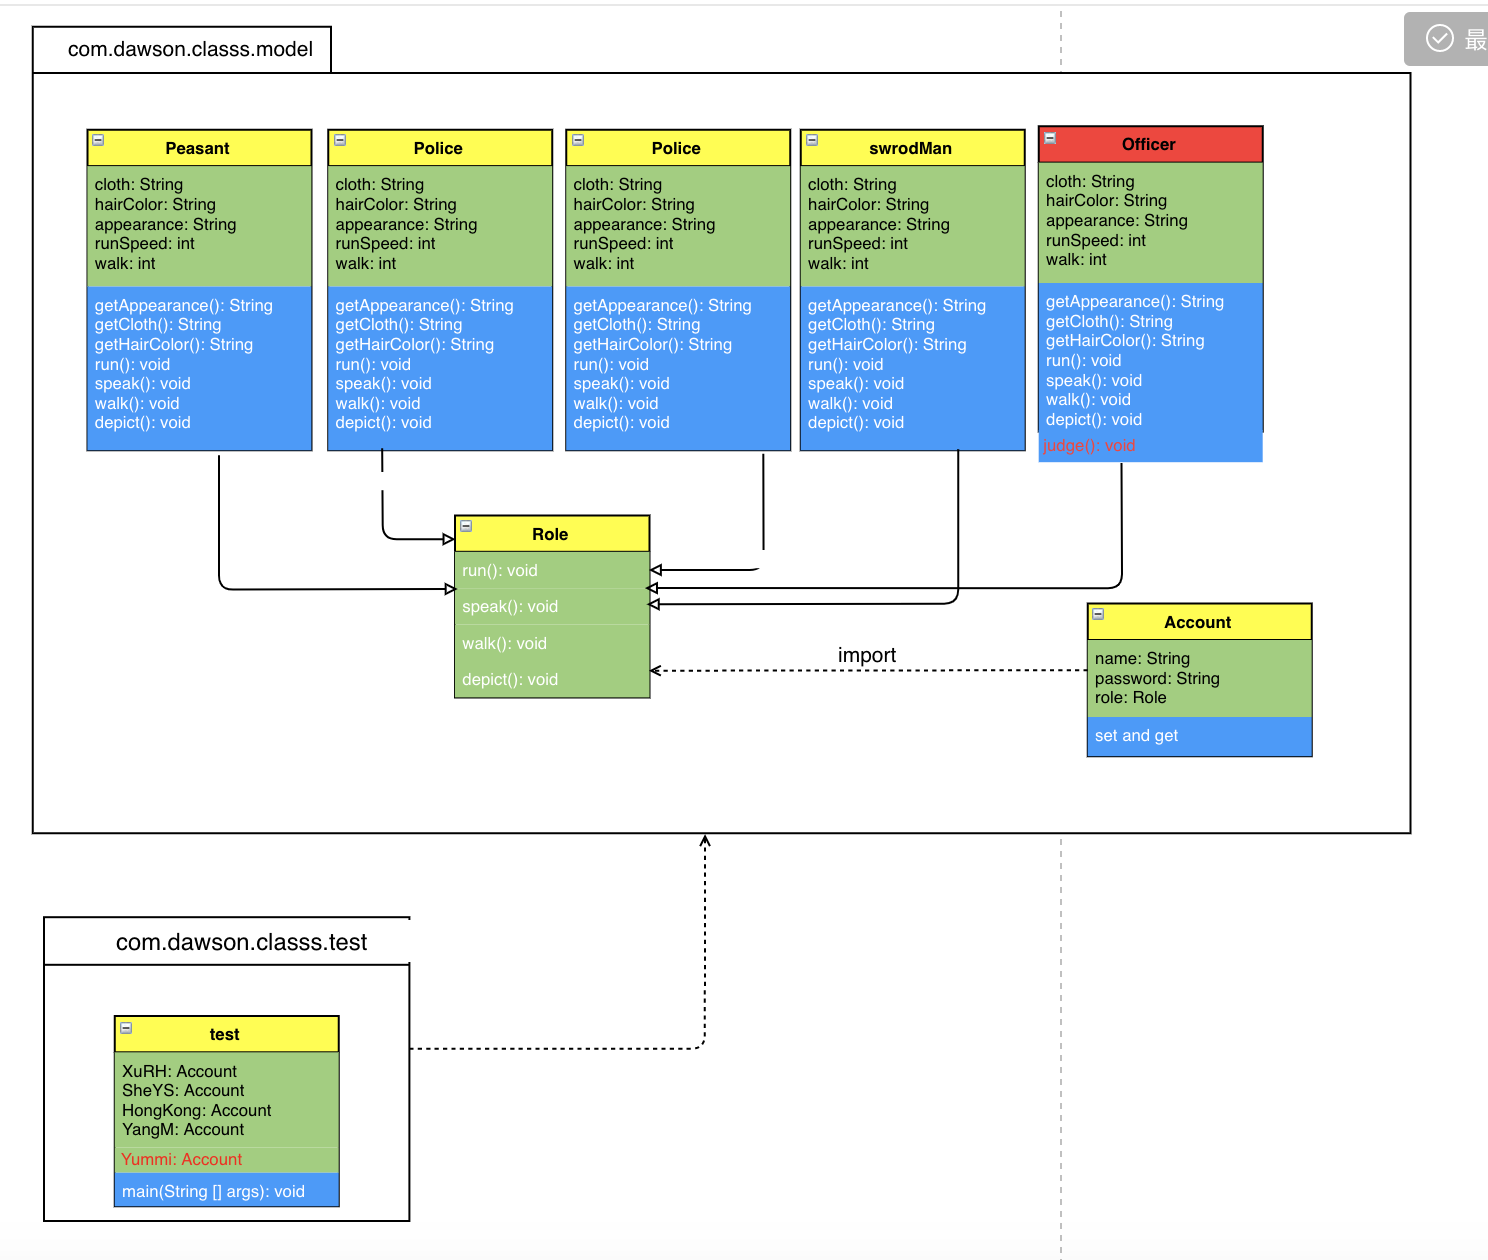 com.dawson.classs.model
最
Peasant
cloth: String
hairColor: String
appearance: String
runSpeed: int
walk: int
getAppearance(): String
getCloth(): String
getHairColor(): String
run(): void
speak(): void
walk(): void
depict(): void
Police
cloth: String
hairColor: String
appearance: String
runSpeed: int
walk: int
getAppearance(): String
getCloth(): String
getHairColor(): String
run(): void
speak(): void
walk(): void
depict(): void
Police
cloth: String
hairColor: String
appearance: String
runSpeed: int
walk: int
getAppearance(): String
getCloth(): String
getHairColor(): String
run(): void
speak(): void
walk(): void
depict(): void
swrodMan
cloth: String
hairColor: String
appearance: String
runSpeed: int
walk: int
getAppearance(): String
getCloth(): String
getHairColor(): String
run(): void
speak(): void
walk(): void
depict(): void
Officer
cloth: String
hairColor: String
appearance: String
runSpeed: int
walk: int
getAppearance(): String
getCloth(): String
getHairColor(): String
run(): void
speak(): void
walk(): void
depict(): void
judge(): void
Role
run(): void
speak(): void
walk(): void
depict(): void
import
Account
name: String
password: String
role: Role
set and get
com.dawson.classs.test
test
XuRH: Account
SheYS: Account
HongKong: Account
YangM: Account
Yummi: Account
main(String [] args): void